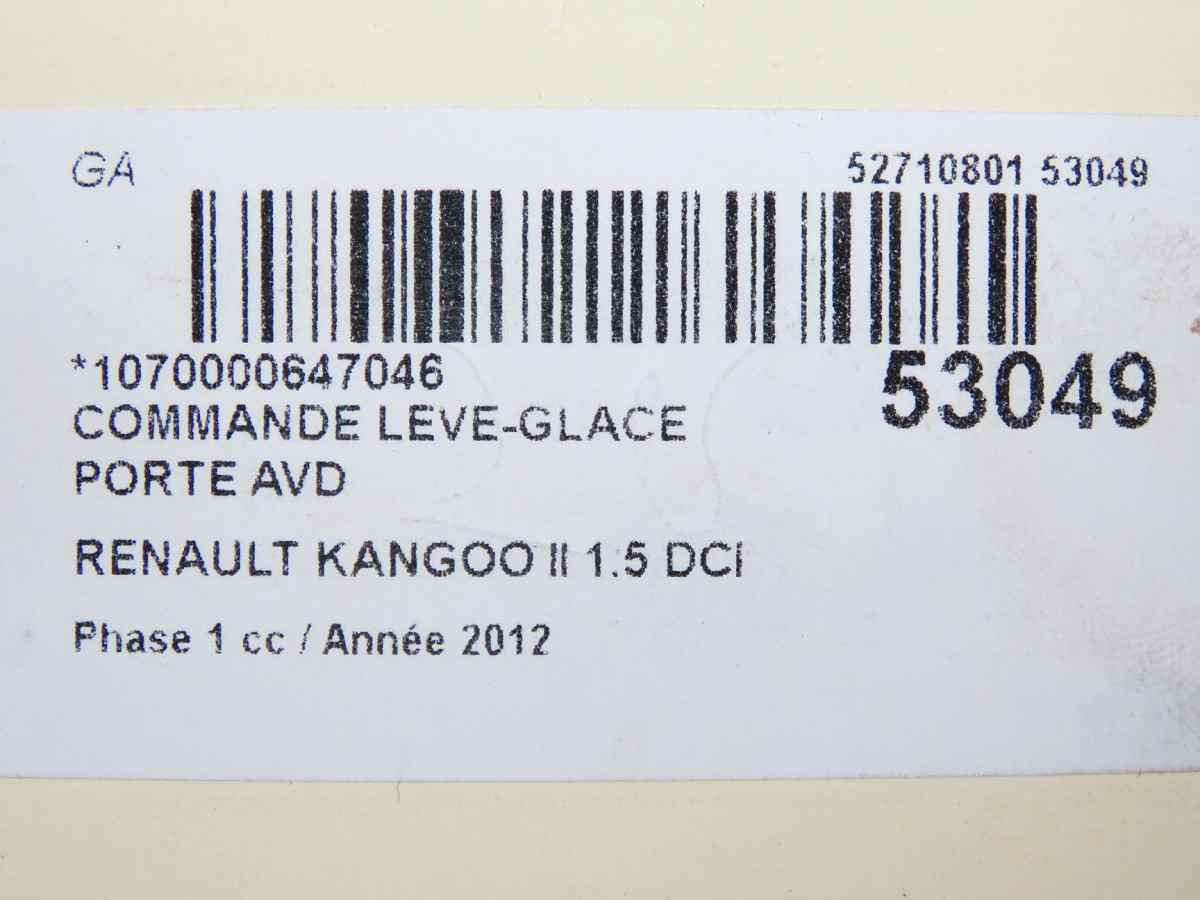 GA
52710801 53049
*1070000647046
53049
COMMANDE LEVE-GLACE
PORTE AVD
RENAULT KANGOO II 1.5 DCI
Phase 1 cc / Année 2012